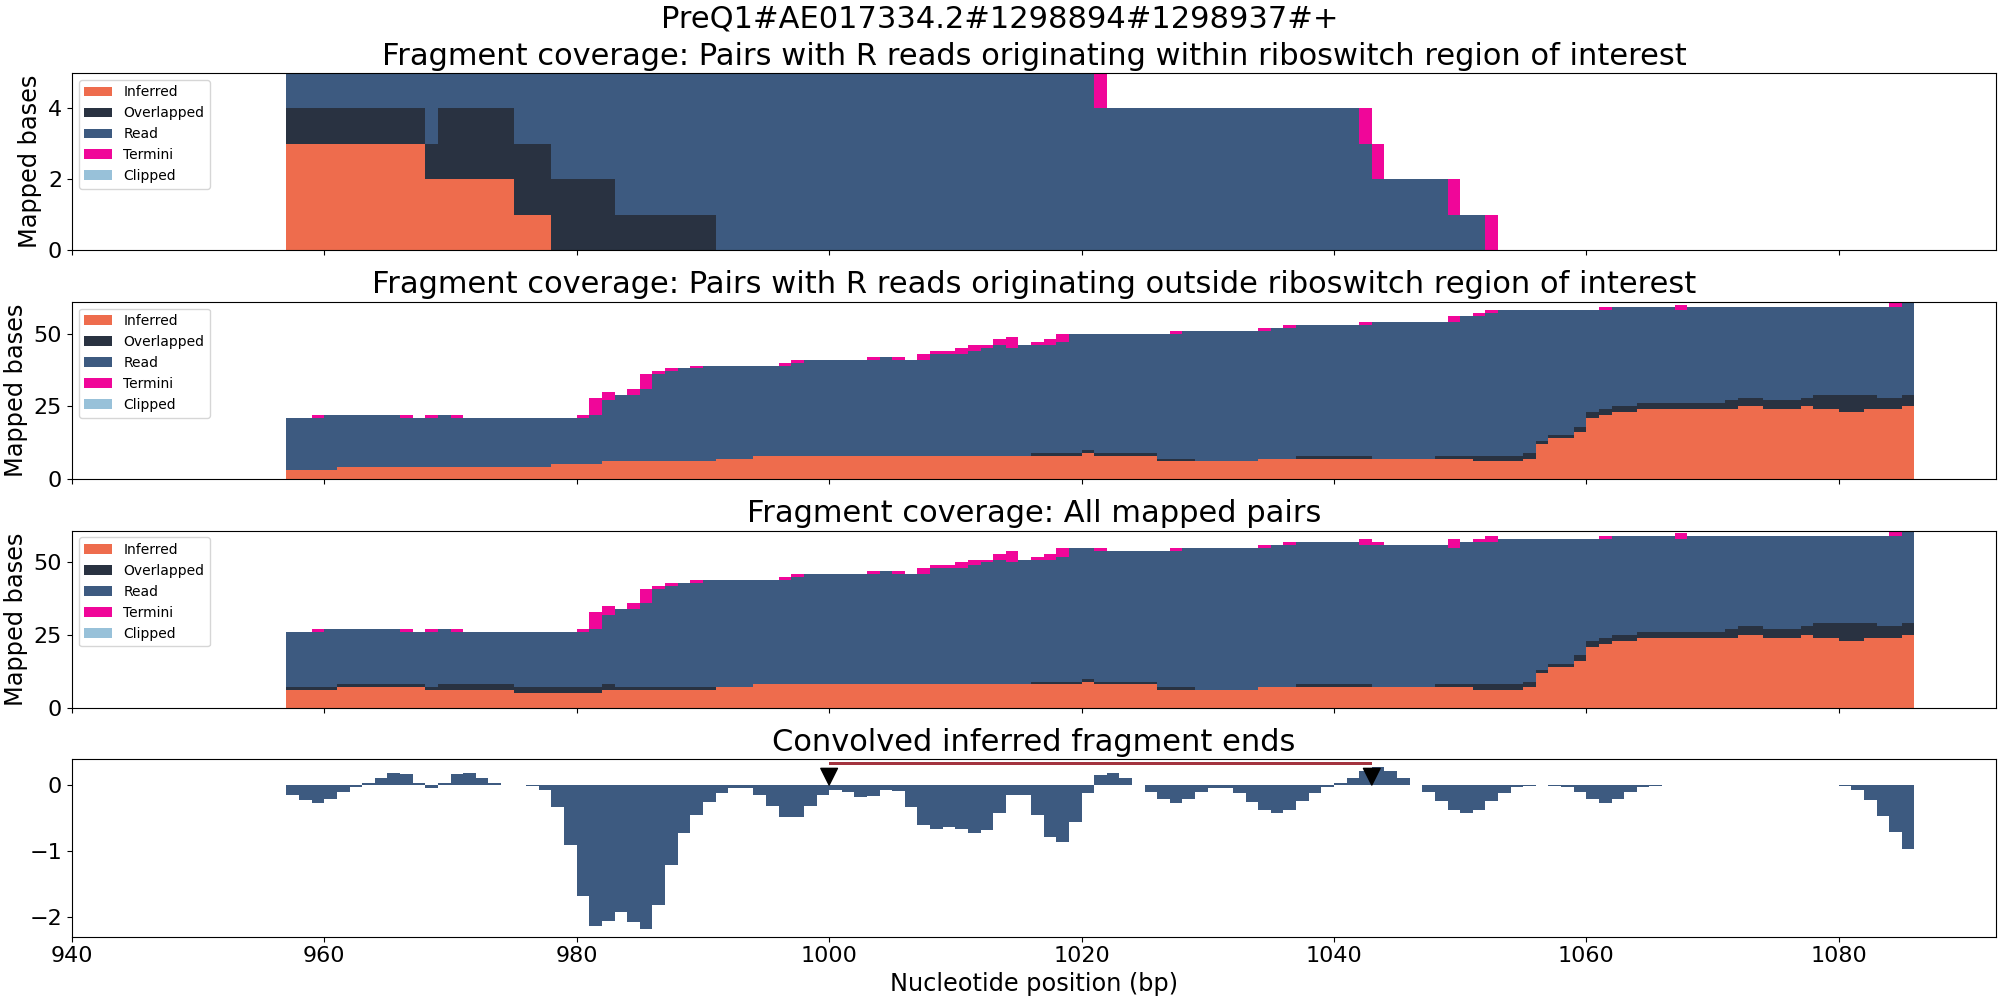 PreQ1#AE017334.2#1298894#1298937#+
Fragment coverage: Pairs with R reads originating within riboswitch region of interest
Mapped bases
4
2
0
Inferred
Overlapped
Read
Termini
Clipped
Fragment coverage: Pairs with R reads originating outside riboswitch region of interest
Mapped bases
50
25
0
Inferred
Overlapped
Read
Termini
Clipped
Fragment coverage: All mapped pairs
Mapped bases
50
25
0
Inferred
Overlapped
Read
Termini
Clipped
Convolved inferred fragment ends
0
−1
−2
940 960 980 1000 1020 1040 1060 1080
Nucleotide position (bp)